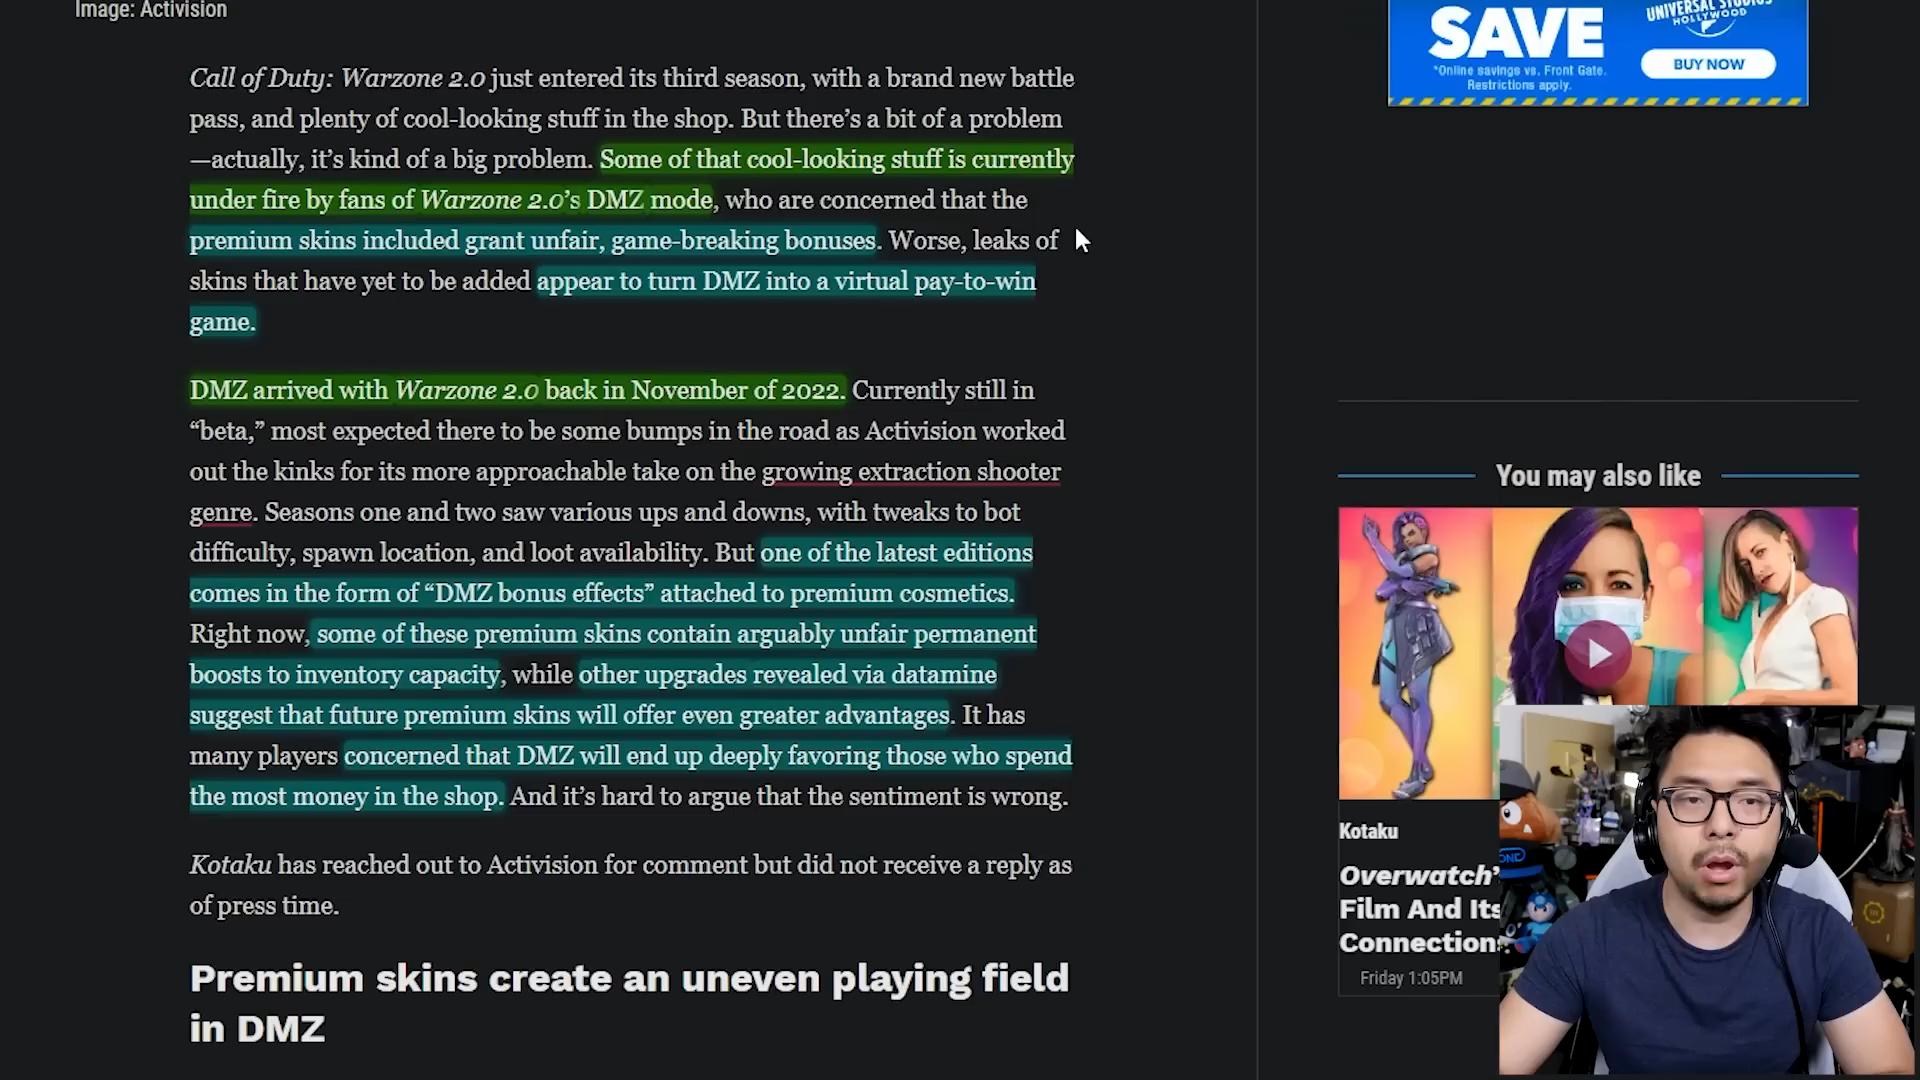 Image: Activision
Call of Duty: Warzone 2.0 just entered its third season, with a brand new battle
pass, and plenty of cool-looking stuff in the shop. But there’s a bit of a problem
—actually, it’s kind of a big problem. Some of that cool-looking stuff is currently
under fire by fans of Warzone 2.0’s DMZ mode, who are concerned that the
premium skins included grant unfair, game-breaking bonuses. Worse, leaks of
skins that have yet to be added appear to turn DMZ into a virtual pay-to-win
game.
DMZ arrived with Warzone 2.0 back in November of 2022. Currently still in
“beta,” most expected there to be some bumps in the road as Activision worked
out the kinks for its more approachable take on the growing extraction shooter
genre. Seasons one and two saw various ups and downs, with tweaks to bot
difficulty, spawn location, and loot availability. But one of the latest editions
comes in the form of “DMZ bonus effects” attached to premium cosmetics.
Right now, some of these premium skins contain arguably unfair permanent
boosts to inventory capacity, while other upgrades revealed via datamine
suggest that future premium skins will offer even greater advantages. It has
many players concerned that DMZ will end up deeply favoring those who spend
the most money in the shop. And it’s hard to argue that the sentiment is wrong.
Kotaku has reached out to Activision for comment but did not receive a reply as
of press time.
Premium skins create an uneven playing field
in DMZ
UNIVERSAL STUDIOS
HOLLYWOOD
SAVE
*Online savings vs. Front Gate.
Restrictions apply.
BUY NOW
You may also like
Kotaku
Overwatch’
Film And Its
Connection
Friday 1:05PM